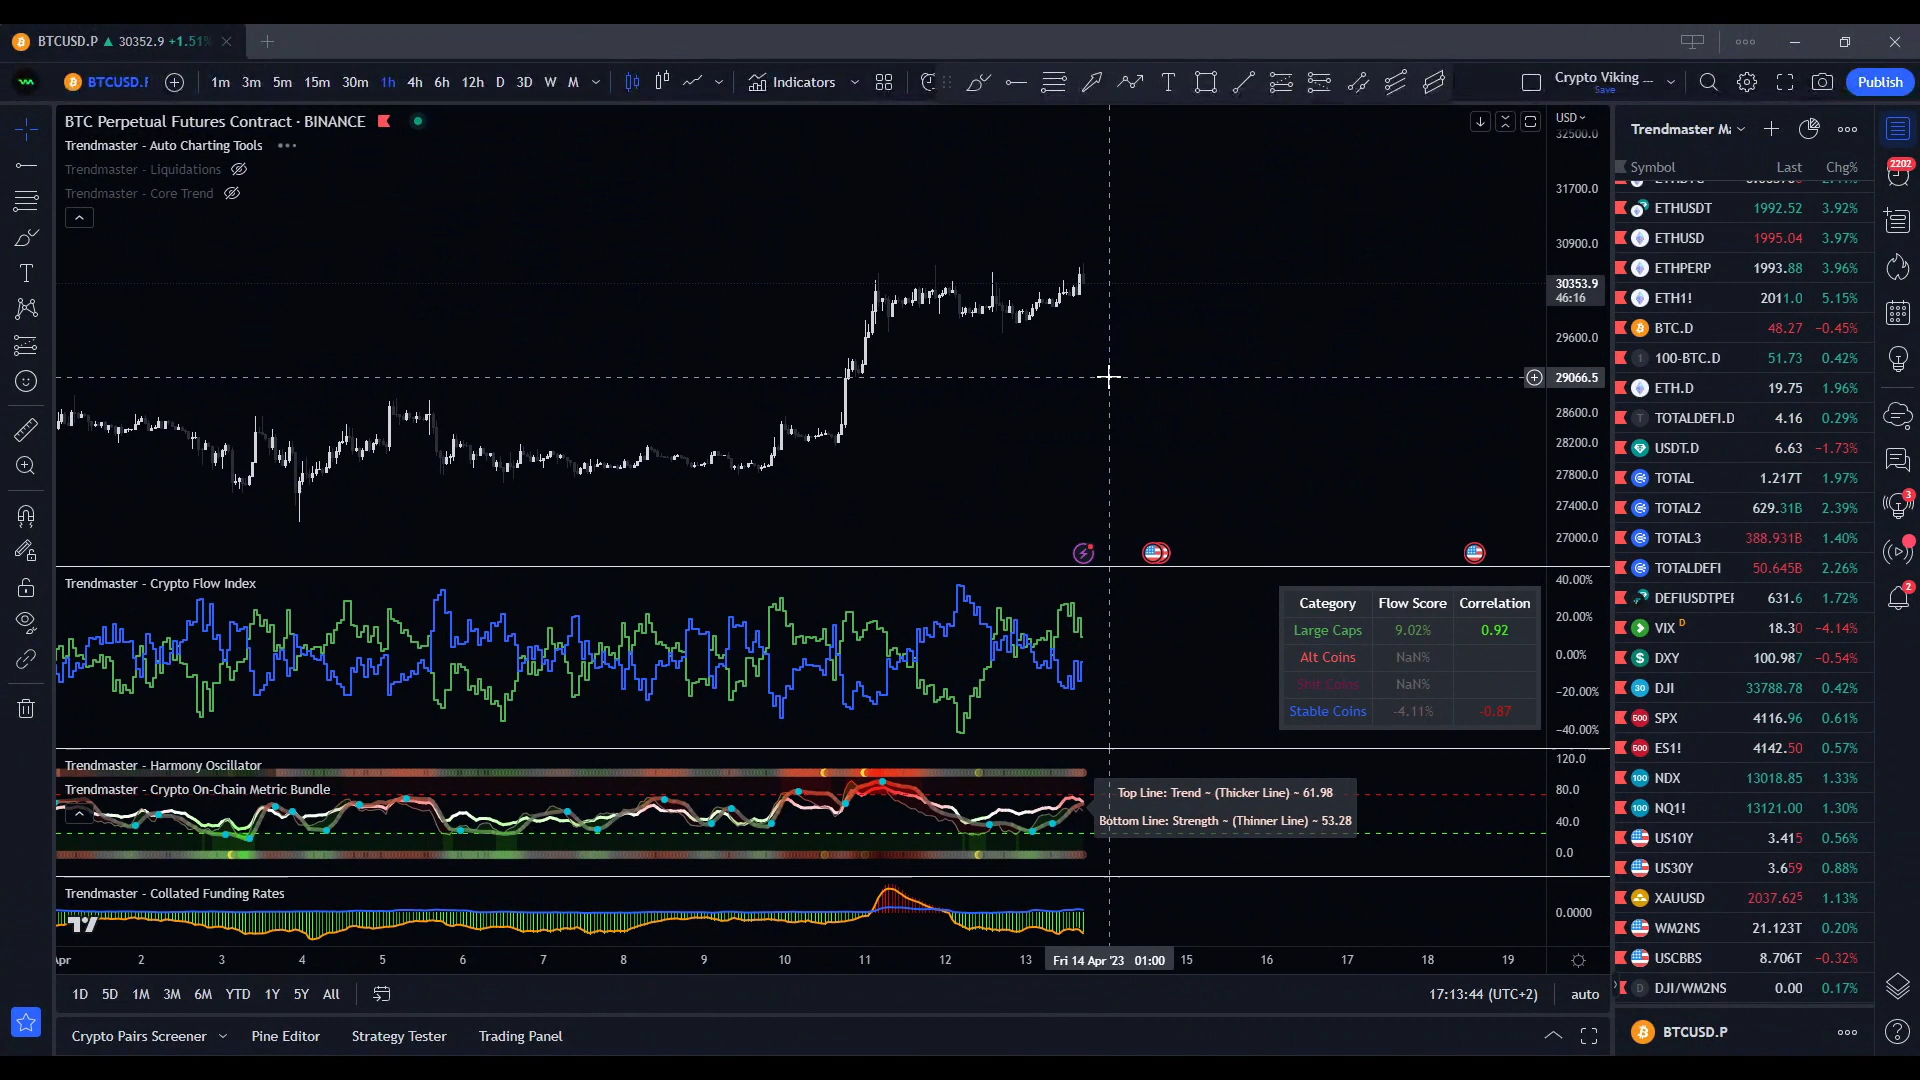 BTCUSD.P ▲ 30352.9 +1.51%
BTCUSD.P 1m 3m 5m 15m 30m 1h 4h 6h 12h D 3D W M Indicators
Crypto Viking ...
Save
Publish
BTC Perpetual Futures Contract · BINANCE
Trendmaster - Auto Charting Tools
Trendmaster - Liquidations
Trendmaster - Core Trend
USD
32500.0
31700.0
30900.0
30353.9
46:16
29600.0
29066.5
28600.0
28200.0
27800.0
27400.0
27000.0
Trendmaster - Crypto Flow Index
Category Flow Score Correlation
Large Caps 9.02% 0.92
Alt Coins NaN%
Shit Coins NaN%
Stable Coins -4.11% -0.87
40.00%
20.00%
0.00%
-20.00%
-40.00%
Trendmaster - Harmony Oscillator
Trendmaster - Crypto On-Chain Metric Bundle
Top Line: Trend ~ (Thicker Line) ~ 61.98
Bottom Line: Strength ~ (Thinner Line) ~ 53.28
120.0
80.0
40.0
0.0
Trendmaster - Collated Funding Rates
0.0000
Apr 2 3 4 5 6 7 8 9 10 11 12 13 Fri 14 Apr '23 01:00 15 16 17 18 19
1D 5D 1M 3M 6M YTD 1Y 5Y All
17:13:44 (UTC+2) auto
Crypto Pairs Screener Pine Editor Strategy Tester Trading Panel
Trendmaster Ma
Symbol Last Chg%
ETHUSDT 1992.52 3.92%
ETHUSD 1995.04 3.97%
ETHPERP 1993.88 3.96%
ETH1! 2011.0 5.15%
BTC.D 48.27 −0.45%
100-BTC.D 51.73 0.42%
ETH.D 19.75 1.96%
TOTALDEFI.D 4.16 0.29%
USDT.D 6.63 −1.73%
TOTAL 1.217T 1.97%
TOTAL2 629.31B 2.39%
TOTAL3 388.931B 1.40%
TOTALDEFI 50.645B 2.26%
DEFIUSDTPE 631.6 1.72%
VIX D 18.30 −4.14%
DXY 100.987 −0.54%
DJI 33788.78 0.42%
SPX 4116.96 0.61%
ES1! 4142.50 0.57%
NDX 13018.85 1.33%
NQ1! 13121.00 1.30%
US10Y 3.415 0.56%
US30Y 3.659 0.88%
XAUUSD 2037.625 1.13%
WM2NS 21.123T 0.20%
USCBBS 8.706T −0.32%
DJI/WM2NS 0.00 0.17%
BTCUSD.P
2202
3
2